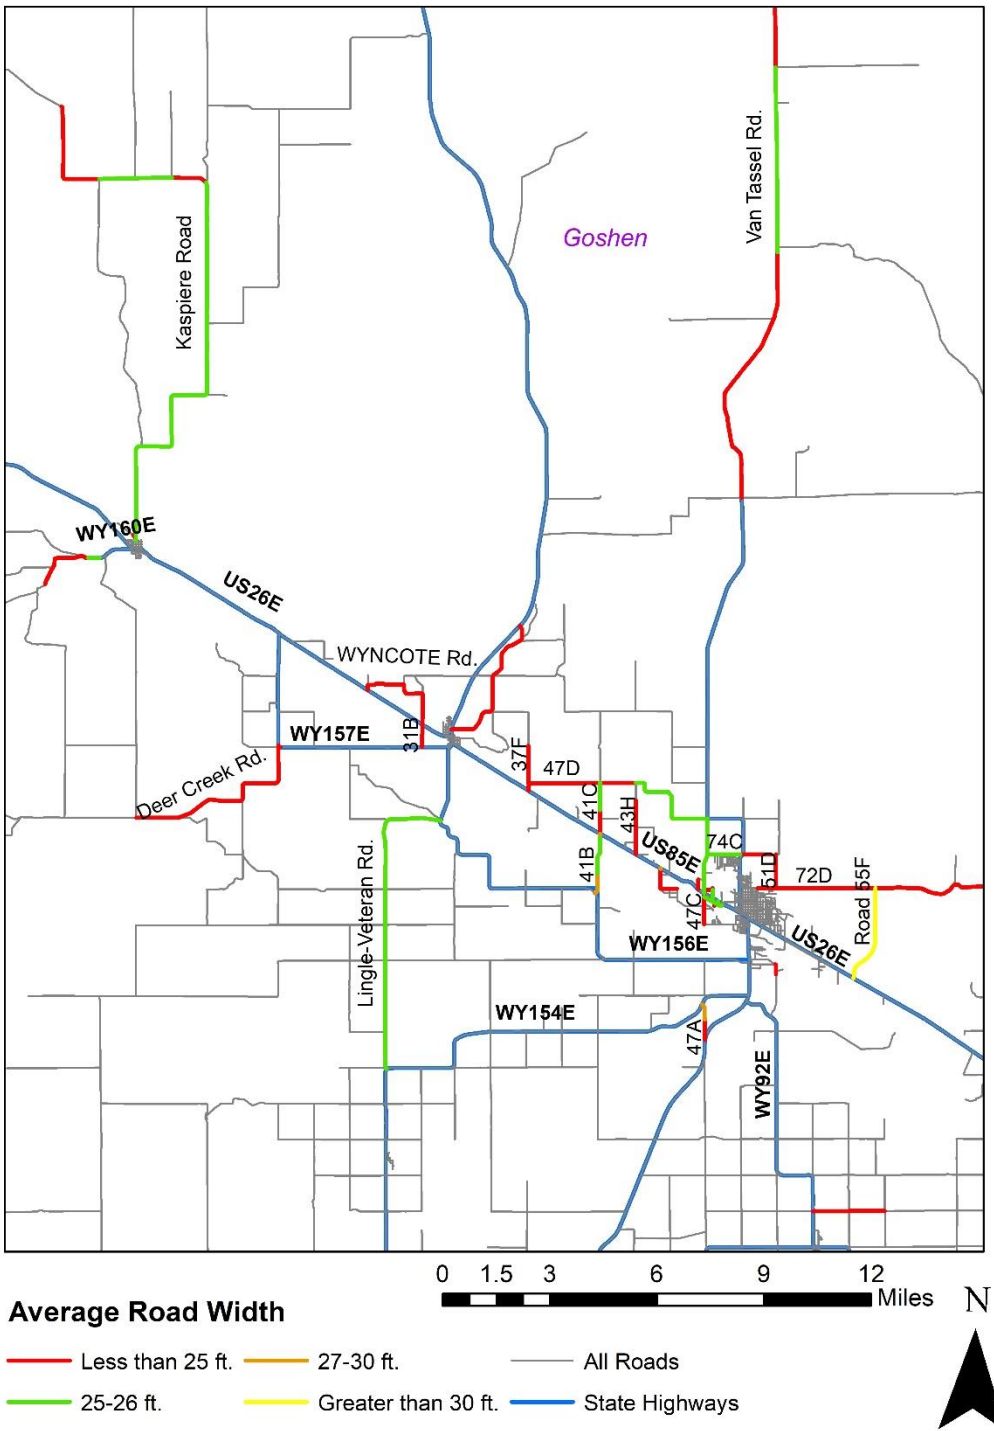 Van Tassel Rd.
Goshen
Kaspiere Road
WY160E
US26E
WYNCOTE Rd.
31B
WY157E
37F
47D
Deer Creek Rd.
41C
43H
US85E
74C
41B
51D
72D
Road 55F
47C
Lingle-Veteran Rd.
WY156E
US26E
WY154E
47A
WY92E
0 1.5 3 6 9 12
Miles
N
Average Road Width
Less than 25 ft.
27-30 ft.
All Roads
25-26 ft.
Greater than 30 ft.
State Highways